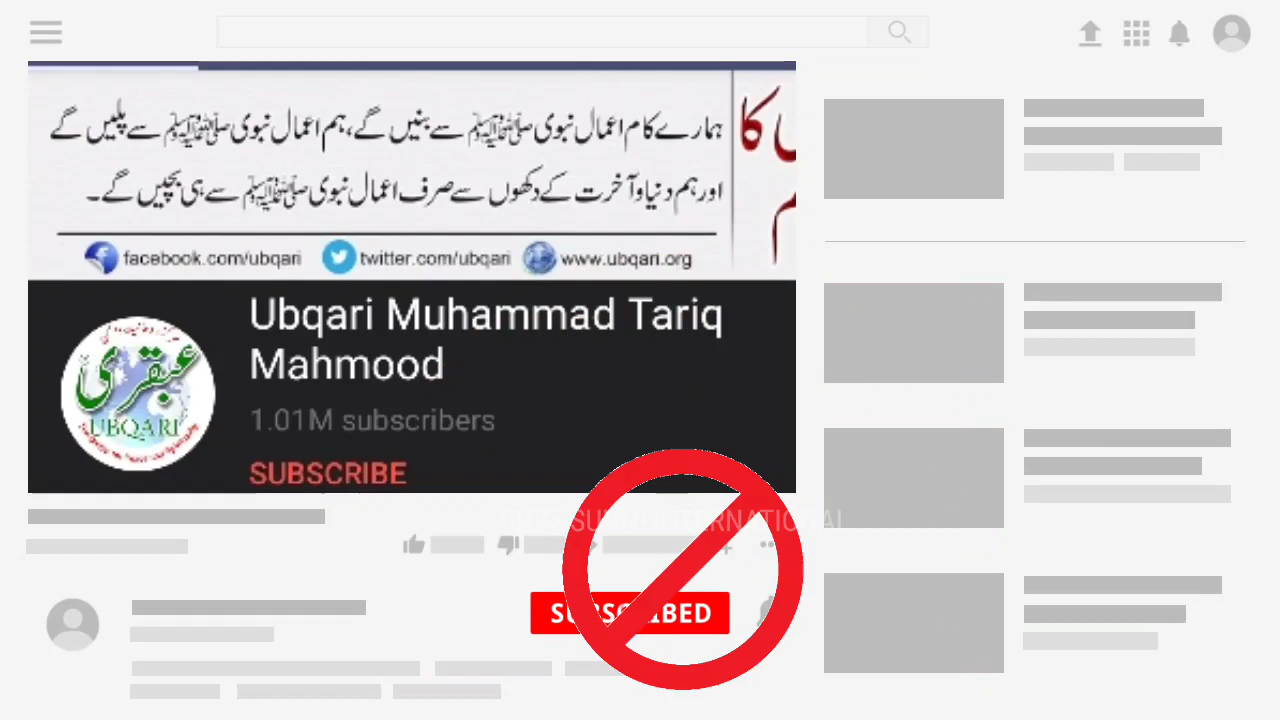 ہمارے کام اعمال نبوی ﷺ سے بنیں گے، ہم اعمال نبوی ﷺ سے پلیں گے
اور ہم دنیا و آخرت کے دکھوں سے صرف اعمال نبوی ﷺ سے ہی بچیں گے۔
facebook.com/ubqari twitter.com/ubqari www.ubqari.org
Ubqari Muhammad Tariq
Mahmood
1.01M subscribers
SUBSCRIBE
عبقری
UBQARI
SUNNI INTERNATIONAL
SUBSCRIBED